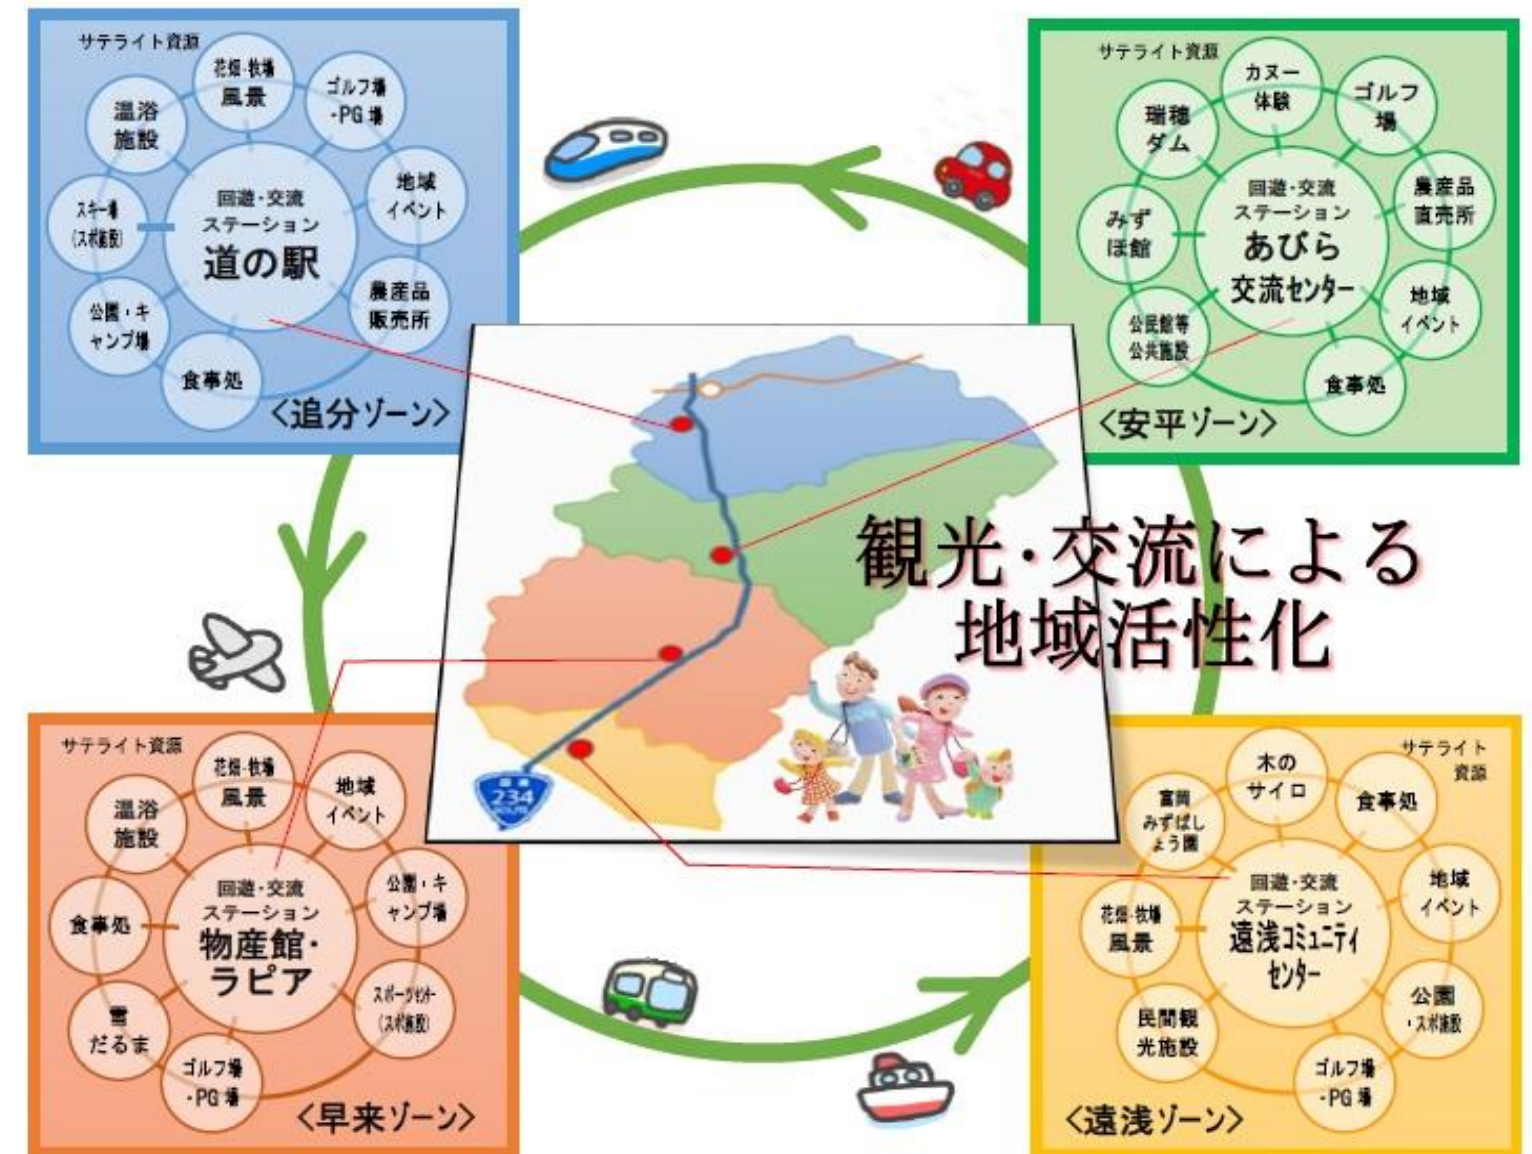 サテライト資源
花畑・牧場
風景
ゴルフ場
・PG場
温浴
施設
地域
イベント
スキー場
(スポ施設)
回遊・交流
ステーション
道の駅
農産品
販売所
公園・キ
ャンプ場
食事処
<追分ゾーン>
サテライト資源
カヌー
体験
ゴルフ
場
瑞穂
ダム
農産品
直売所
みず
ほ館
回遊・交流
ステーション
あびら
交流センター
地域
イベント
公民館等
公共施設
食事処
<安平ゾーン>
観光・交流による
地域活性化
国道
234
ROUTE
サテライト資源
花畑・牧場
風景
地域
イベント
温浴
施設
公園・キ
ャンプ場
食事処
回遊・交流
ステーション
物産館・
ラピア
スポーツセンター
(スポ施設)
雪
だるま
ゴルフ場
・PG場
<早来ゾーン>
サテライト
資源
木の
サイロ
食事処
富岡
みずばし
ょう園
地域
イベント
花畑・牧場
風景
回遊・交流
ステーション
遠浅コミュニティ
センター
公園
・スポ施設
民間観
光施設
ゴルフ場
・PG場
<遠浅ゾーン>